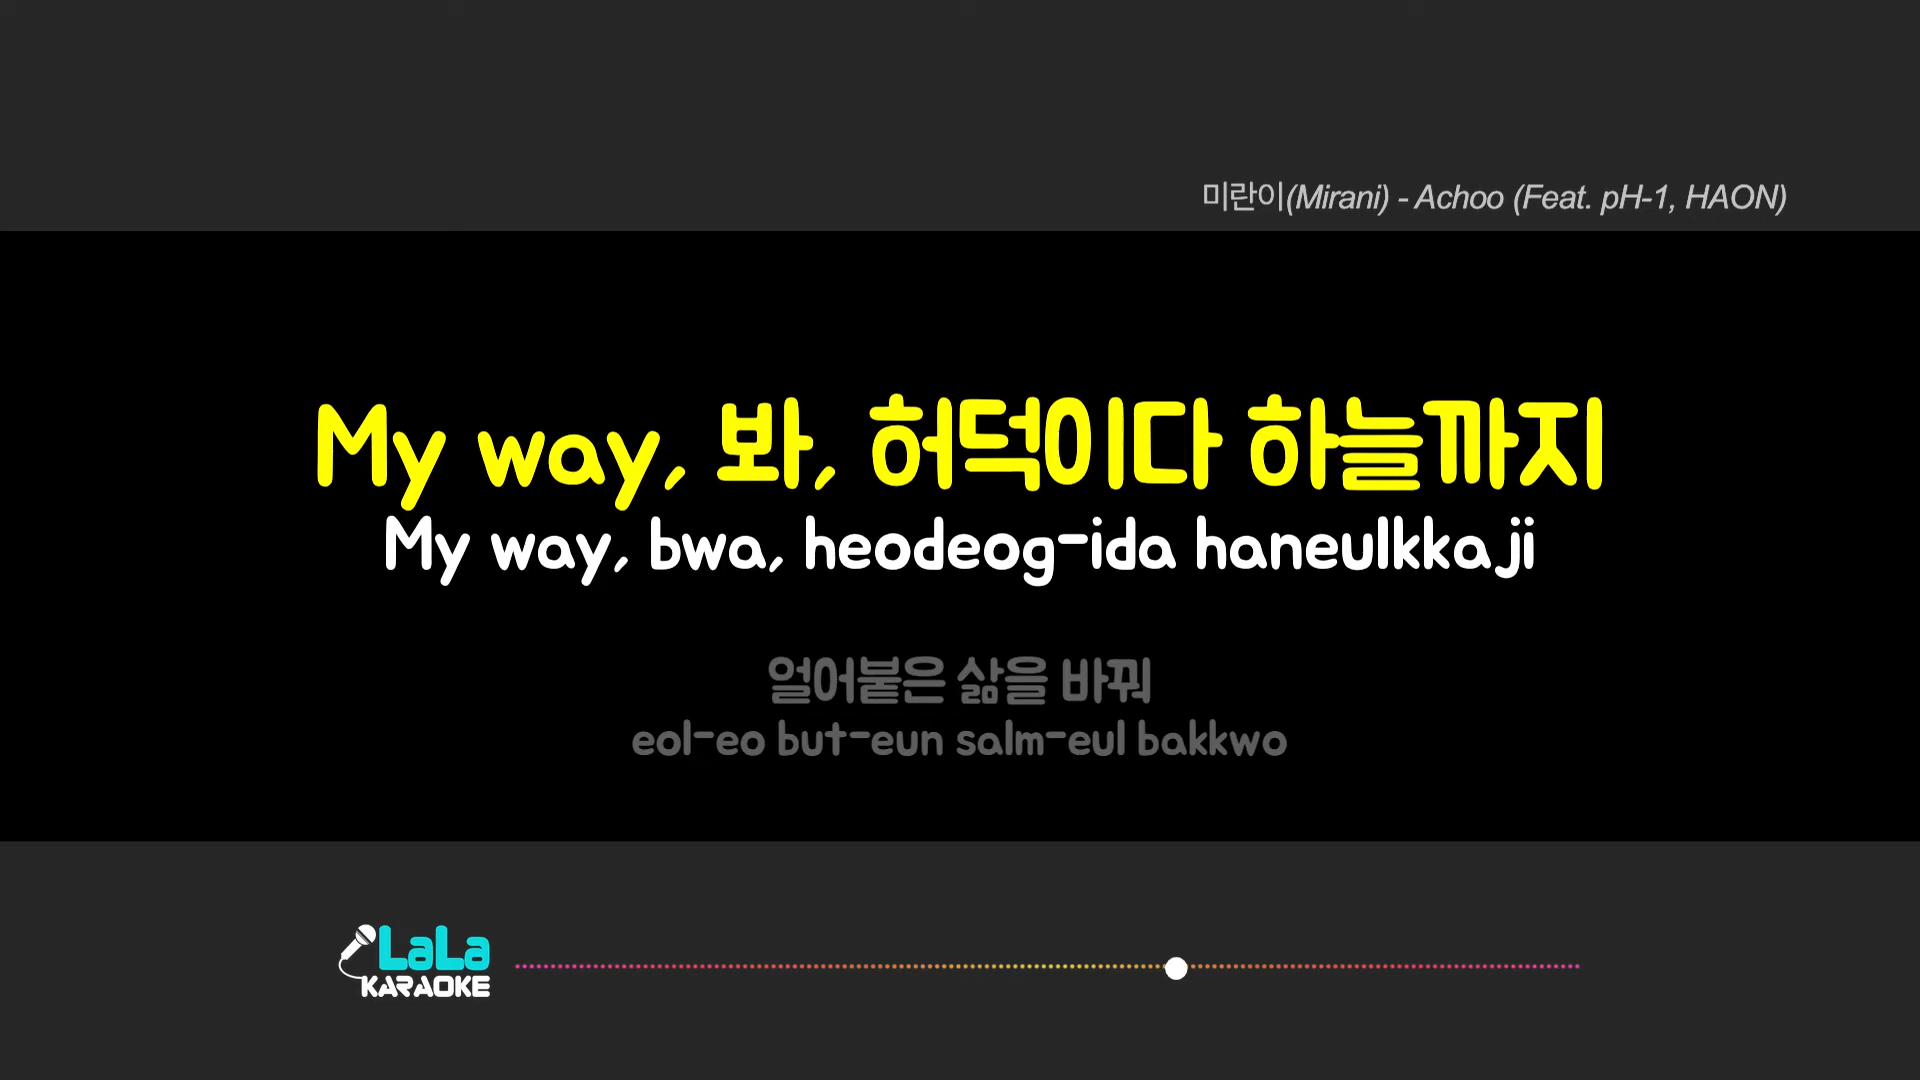 미란이(Mirani) - Achoo (Feat. pH-1, HAON)
My way, 봐, 허덕이다 하늘까지
My way, bwa, heodeog-ida haneulkkaji
얼어붙은 삶을 바꿔
eol-eo but-eun salm-eul bakkwo
LaLa
KARAOKE